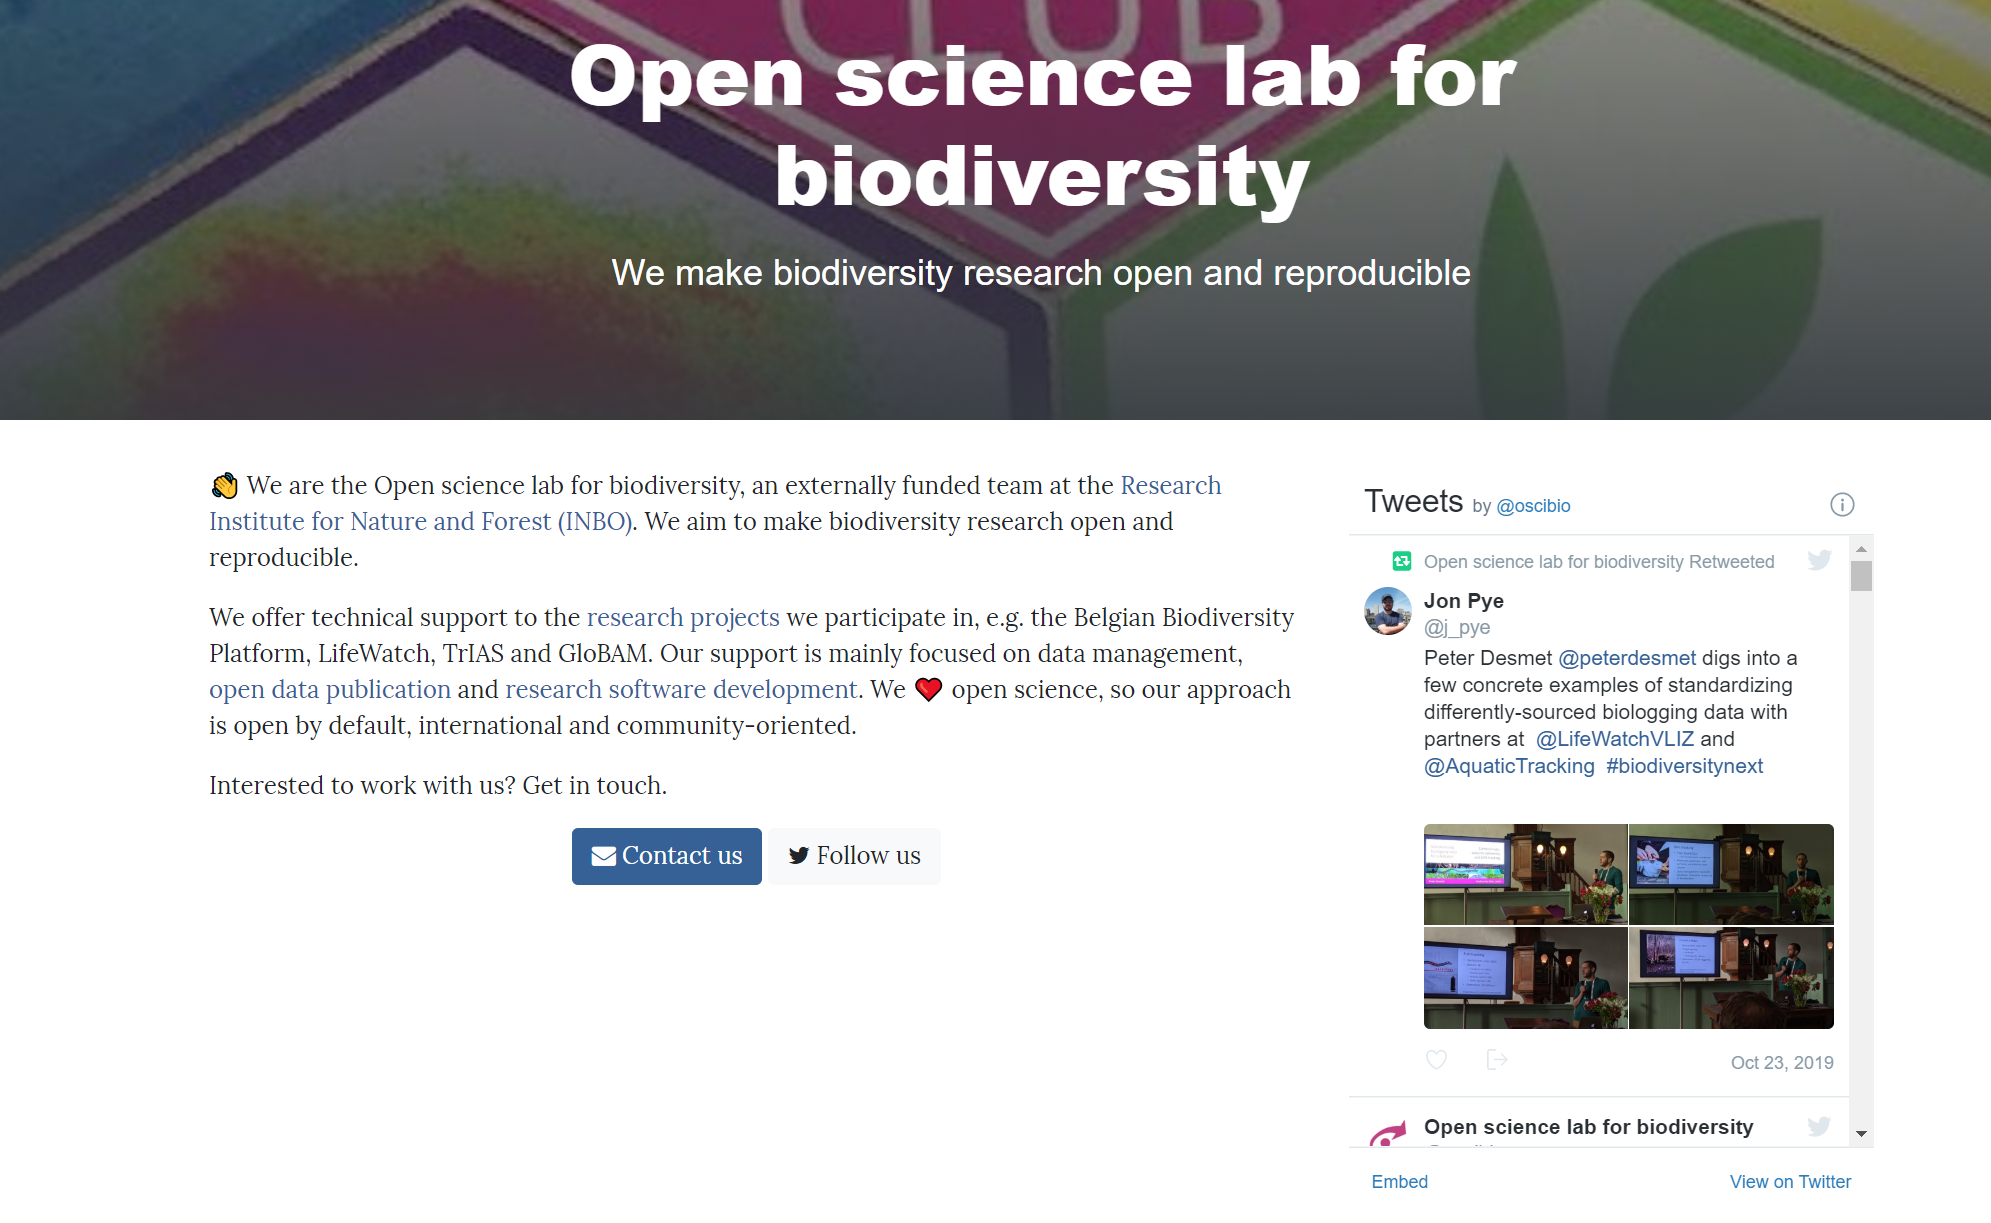 CLUB
Open science lab for
biodiversity
We make biodiversity research open and reproducible
👋 We are the Open science lab for biodiversity, an externally funded team at the Research
Institute for Nature and Forest (INBO). We aim to make biodiversity research open and
reproducible.
We offer technical support to the research projects we participate in, e.g. the Belgian Biodiversity
Platform, LifeWatch, TrIAS and GloBAM. Our support is mainly focused on data management,
open data publication and research software development. We ❤️ open science, so our approach
is open by default, international and community-oriented.
Interested to work with us? Get in touch.
Contact us
Follow us
Tweets by @oscibio
Open science lab for biodiversity Retweeted
Jon Pye
@j_pye
Peter Desmet @peterdesmet digs into a
few concrete examples of standardizing
differently-sourced biologging data with
partners at @LifeWatchVLIZ and
@AquaticTracking #biodiversitynext
Oct 23, 2019
Open science lab for biodiversity
Embed
View on Twitter